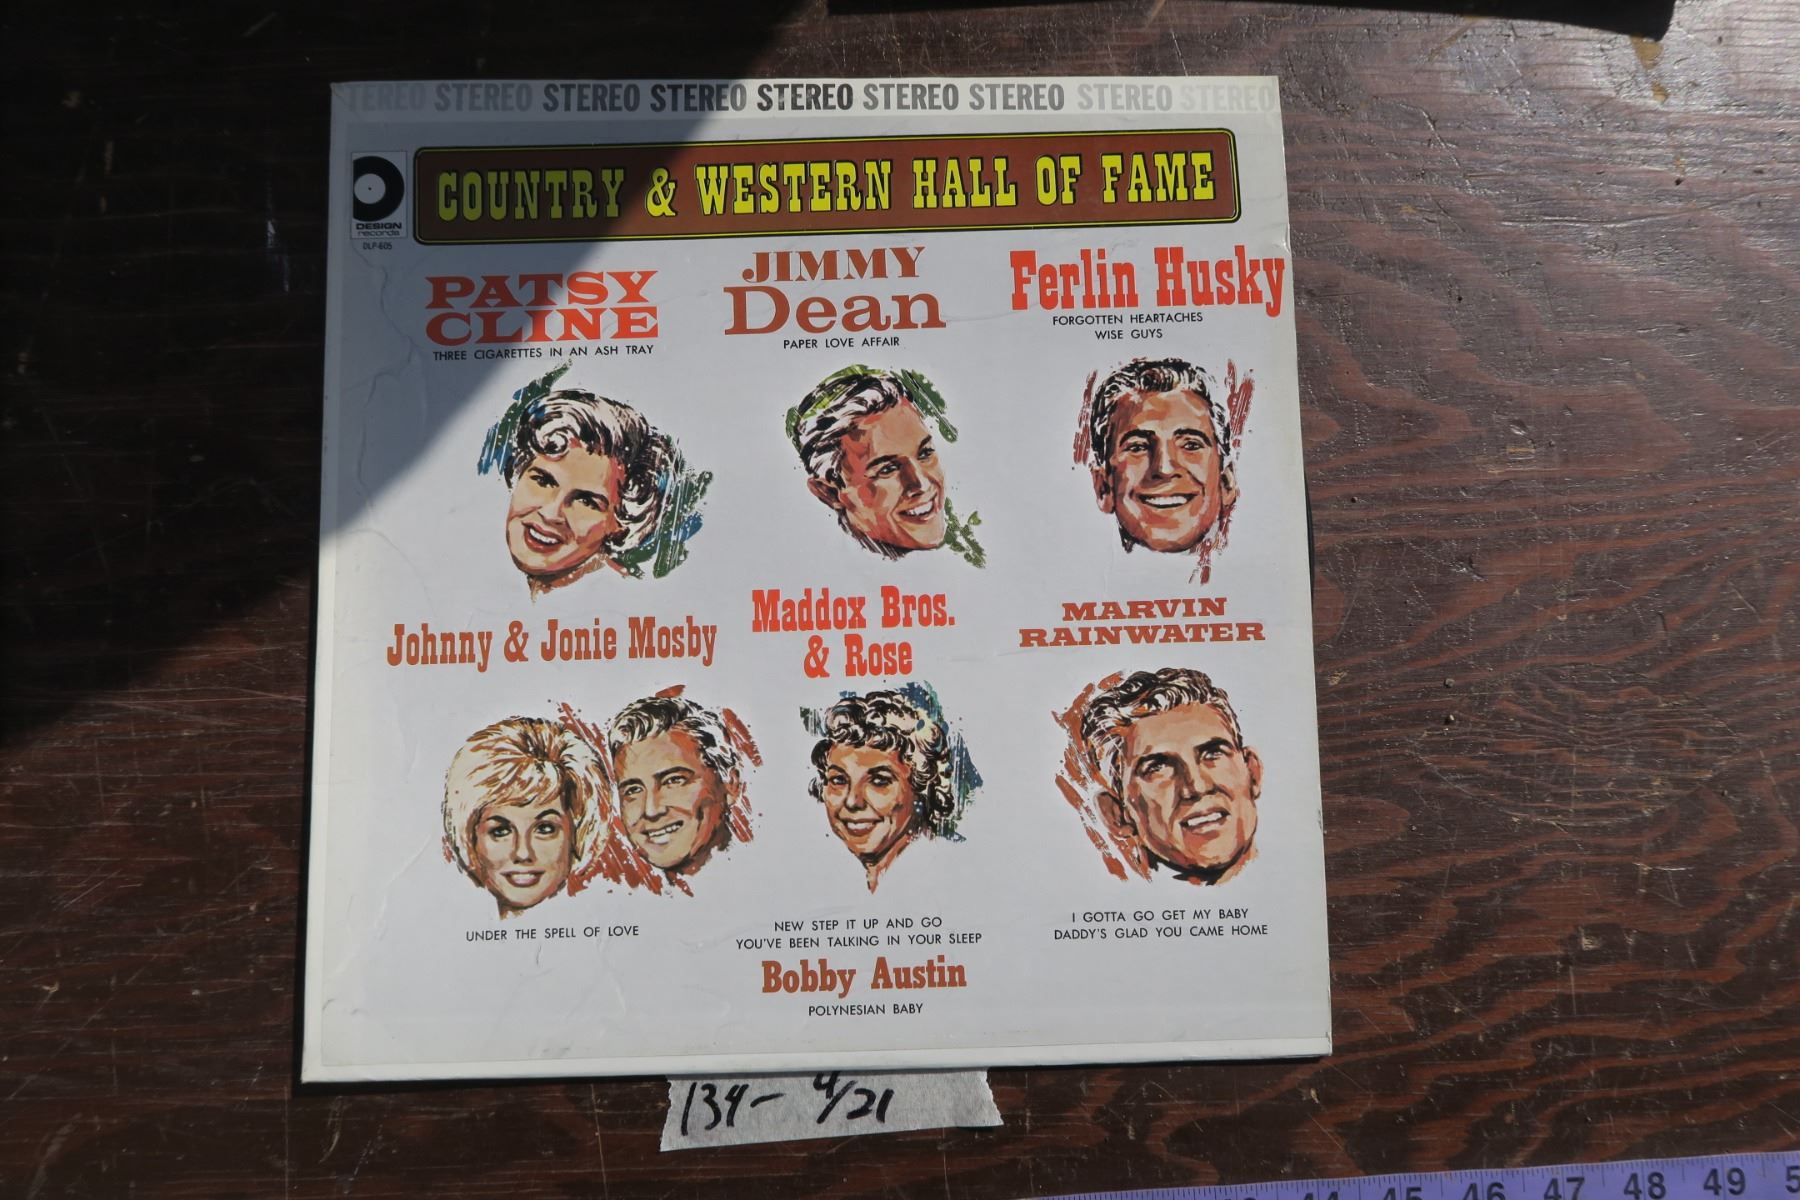 TEREO STEREO STEREO STEREO STEREO STEREO STEREO STEREO STEREO
COUNTRY & WESTERN HALL OF FAME
DESIGN
records
DLP-605
PATSY
CLINE
THREE CIGARETTES IN AN ASH TRAY
JIMMY
Dean
PAPER LOVE AFFAIR
Ferlin Husky
FORGOTTEN HEARTACHES
WISE GUYS
Johnny & Jonie Mosby
UNDER THE SPELL OF LOVE
Maddox Bros.
& Rose
NEW STEP IT UP AND GO
YOU'VE BEEN TALKING IN YOUR SLEEP
MARVIN
RAINWATER
I GOTTA GO GET MY BABY
DADDY'S GLAD YOU CAME HOME
Bobby Austin
POLYNESIAN BABY
134- 4/21
44 45 46 47 48 49 5